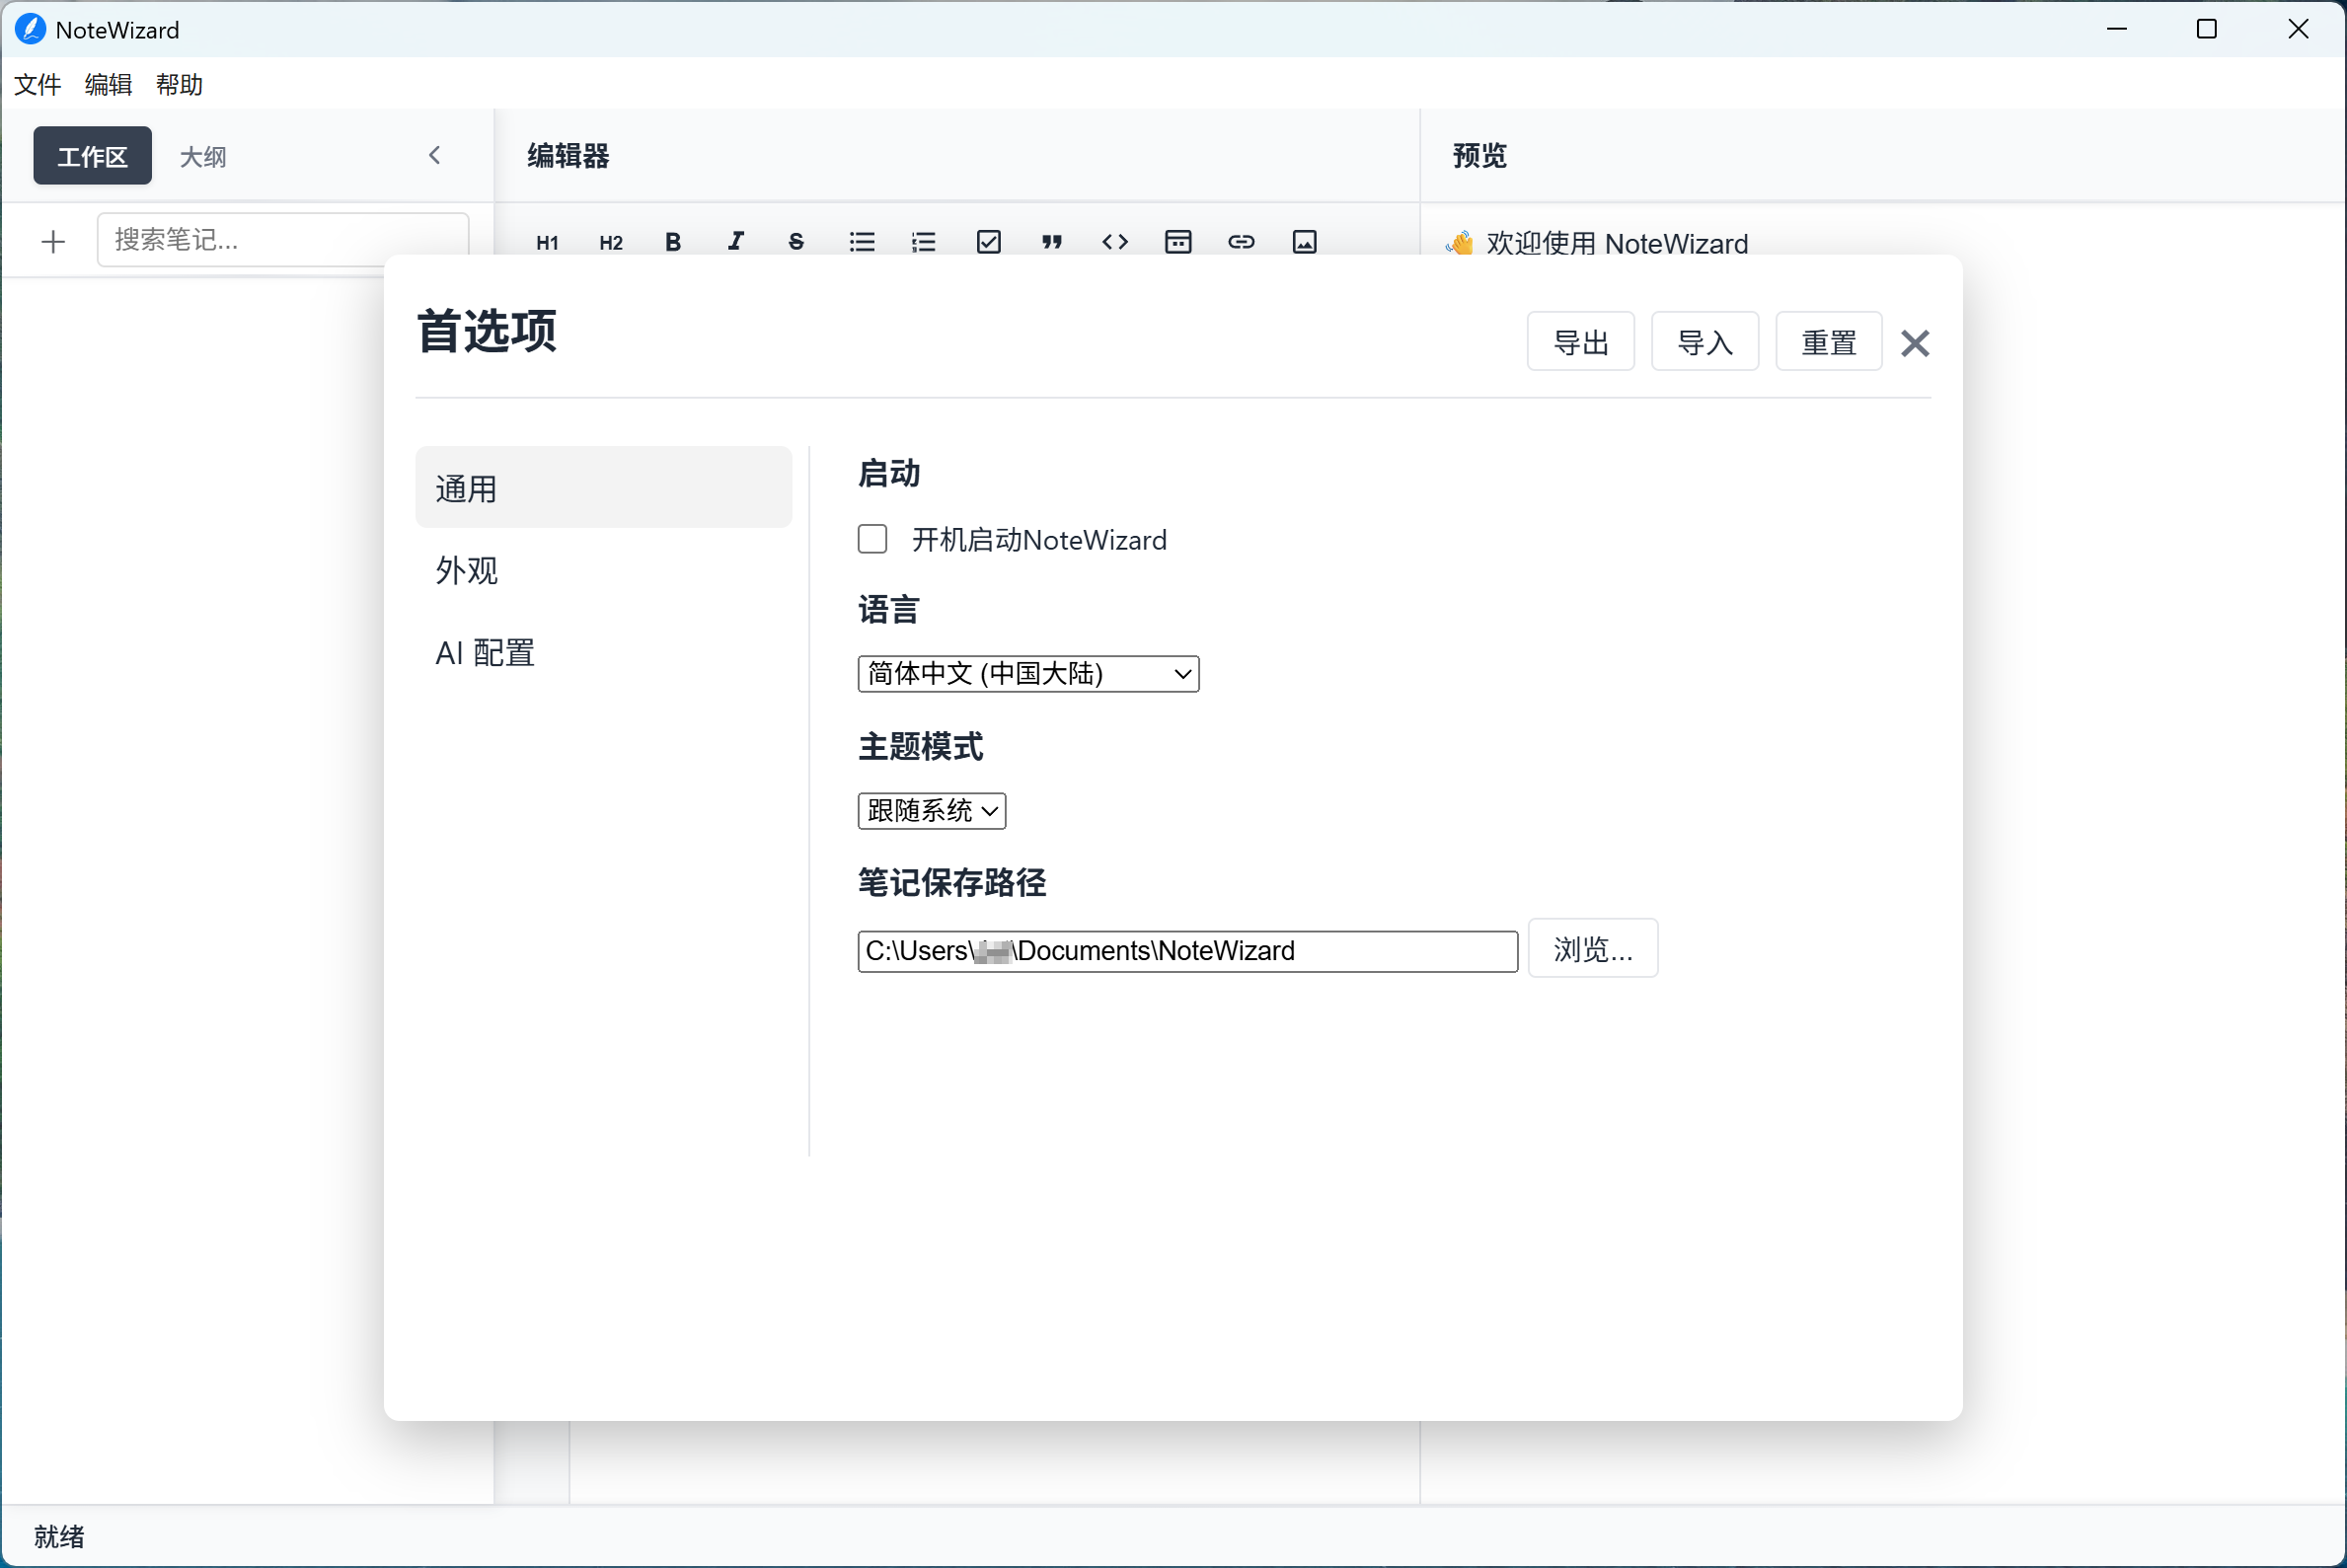 NoteWizard
文件 编辑 帮助
工作区 大纲
编辑器
预览
搜索笔记...
H1 H2 B I S
👋 欢迎使用 NoteWizard
首选项
导出 导入 重置
通用
外观
AI 配置
启动
开机启动NoteWizard
语言
简体中文 (中国大陆)
主题模式
跟随系统
笔记保存路径
C:\Users\ \Documents\NoteWizard
浏览...
就绪